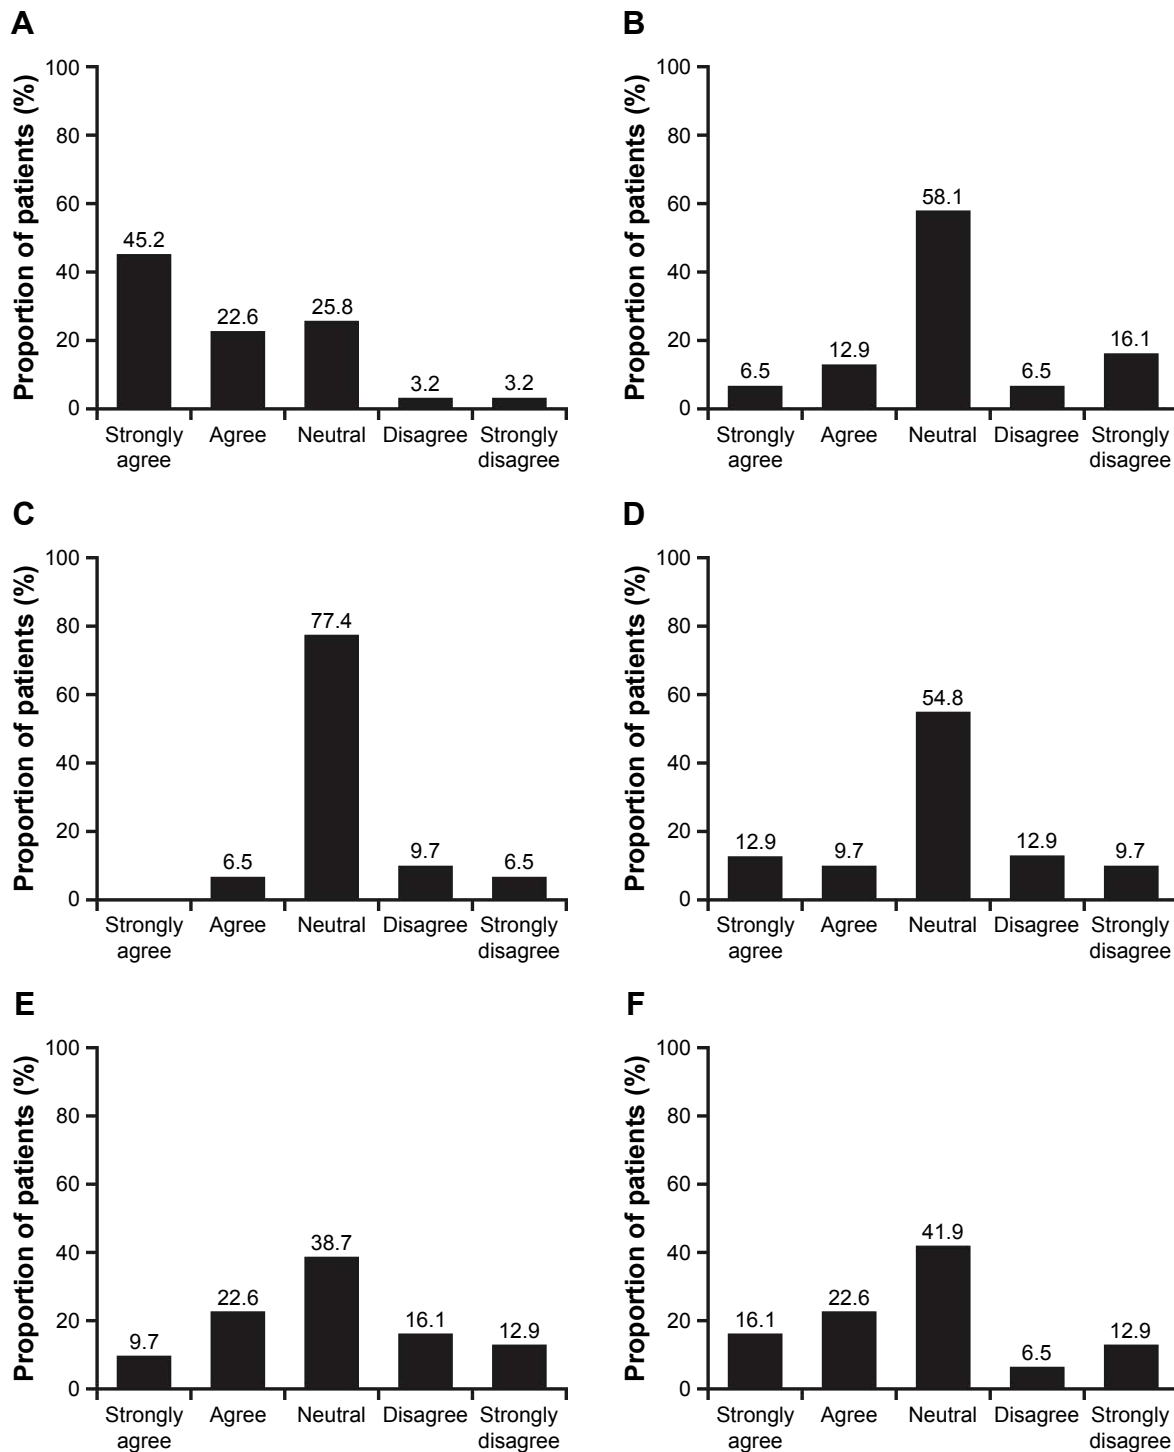 A
Proportion of patients (%)
100
80
60
40
20
0
45.2
22.6
25.8
3.2
3.2
Strongly agree
Agree
Neutral
Disagree
Strongly disagree
B
Proportion of patients (%)
100
80
60
40
20
0
6.5
12.9
58.1
6.5
16.1
Strongly agree
Agree
Neutral
Disagree
Strongly disagree
C
Proportion of patients (%)
100
80
60
40
20
0
6.5
77.4
9.7
6.5
Strongly agree
Agree
Neutral
Disagree
Strongly disagree
D
Proportion of patients (%)
100
80
60
40
20
0
12.9
9.7
54.8
12.9
9.7
Strongly agree
Agree
Neutral
Disagree
Strongly disagree
E
Proportion of patients (%)
100
80
60
40
20
0
9.7
22.6
38.7
16.1
12.9
Strongly agree
Agree
Neutral
Disagree
Strongly disagree
F
Proportion of patients (%)
100
80
60
40
20
0
16.1
22.6
41.9
6.5
12.9
Strongly agree
Agree
Neutral
Disagree
Strongly disagree